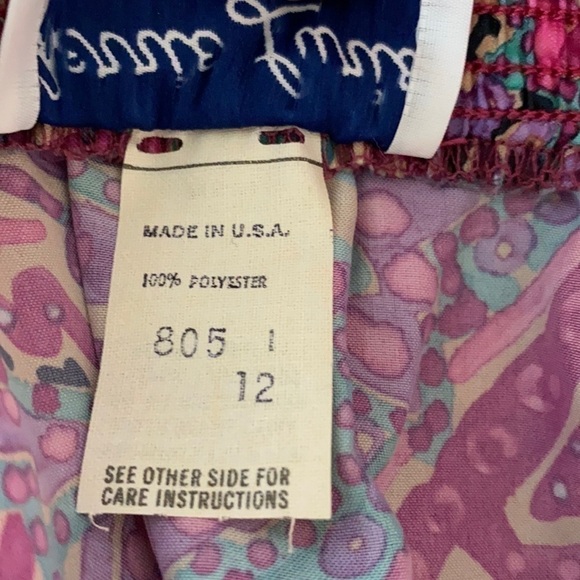 MADE IN U.S.A.
100% POLYESTER
805 1
12
SEE OTHER SIDE FOR
CARE INSTRUCTIONS